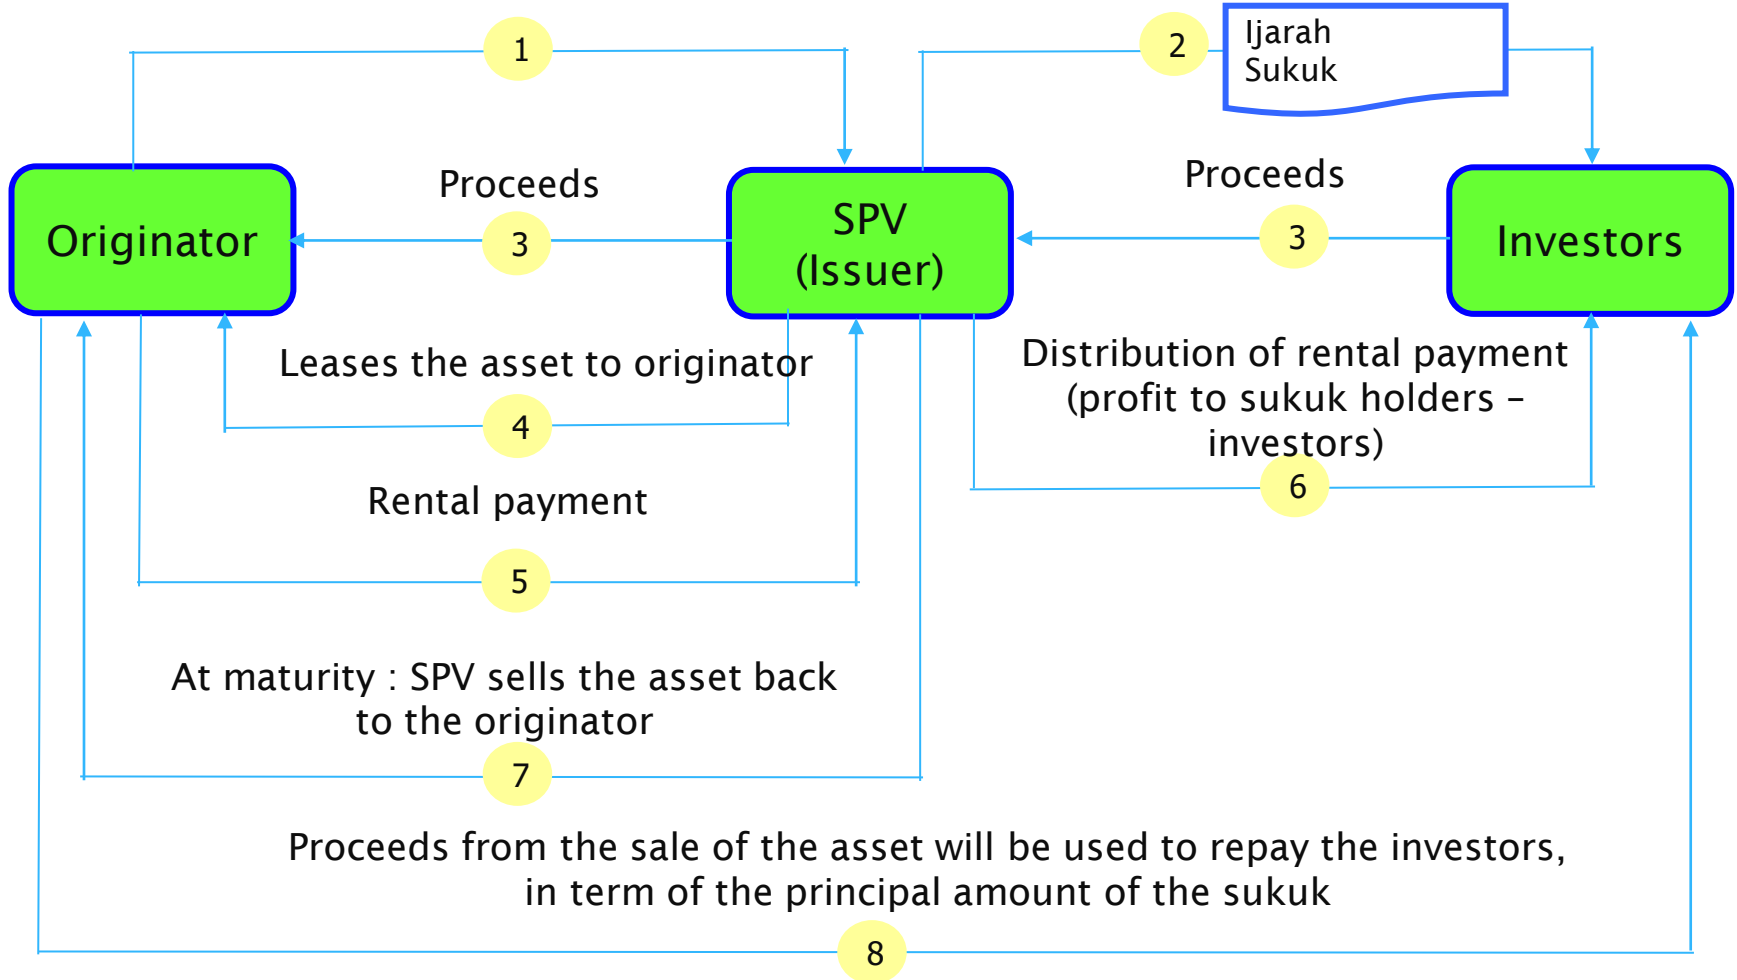 1
2
Ijarah
Sukuk
Originator
Proceeds
3
SPV
(Issuer)
Proceeds
3
Investors
Leases the asset to originator
4
Distribution of rental payment
(profit to sukuk holders –
investors)
6
Rental payment
5
At maturity : SPV sells the asset back
to the originator
7
Proceeds from the sale of the asset will be used to repay the investors,
in term of the principal amount of the sukuk
8